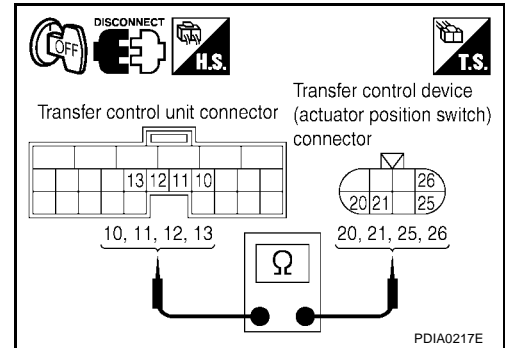 DISCONNECT
OFF
H.S.
T.S.
Transfer control unit connector
Transfer control device
(actuator position switch)
connector
13 12 11 10
26
20 21 25
10, 11, 12, 13
20, 21, 25, 26
Ω
PDIA0217E